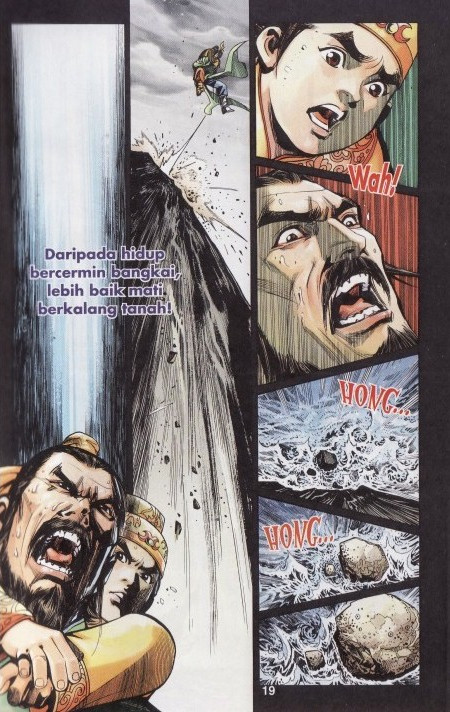 Daripada hidup
bercermin bangkai,
lebih baik mati
berkalang tanah!
Wah!
HONG...
HONG...
19